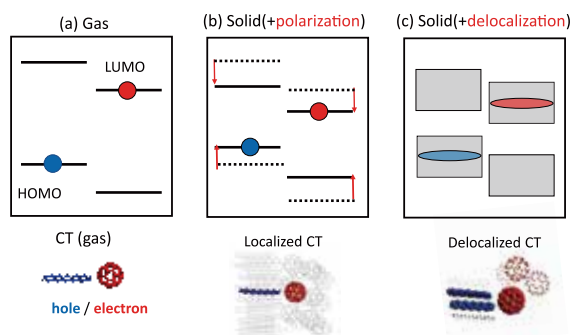 (a) Gas
(b) Solid(+polarization)
(c) Solid(+delocalization)
LUMO
HOMO
CT (gas)
Localized CT
Delocalized CT
hole / electron